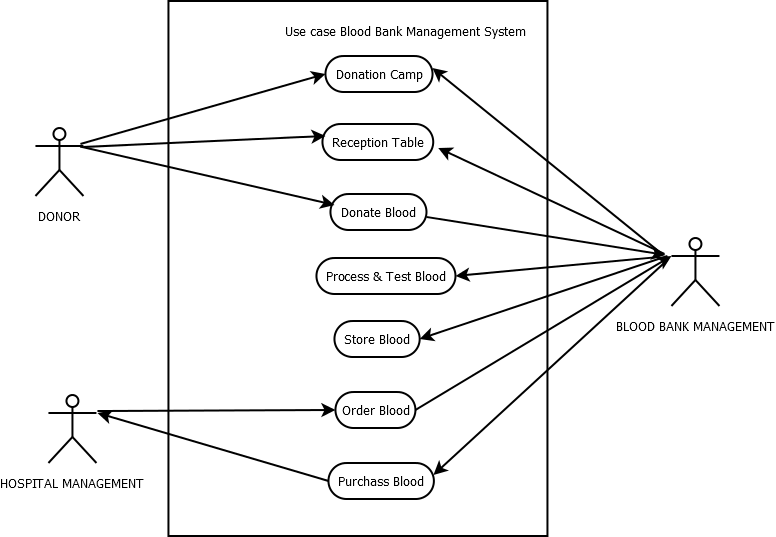 Use case Blood Bank Management System
Donation Camp
Reception Table
DONOR
Donate Blood
Process & Test Blood
BLOOD BANK MANAGEMENT
Store Blood
Order Blood
HOSPITAL MANAGEMENT
Purchass Blood